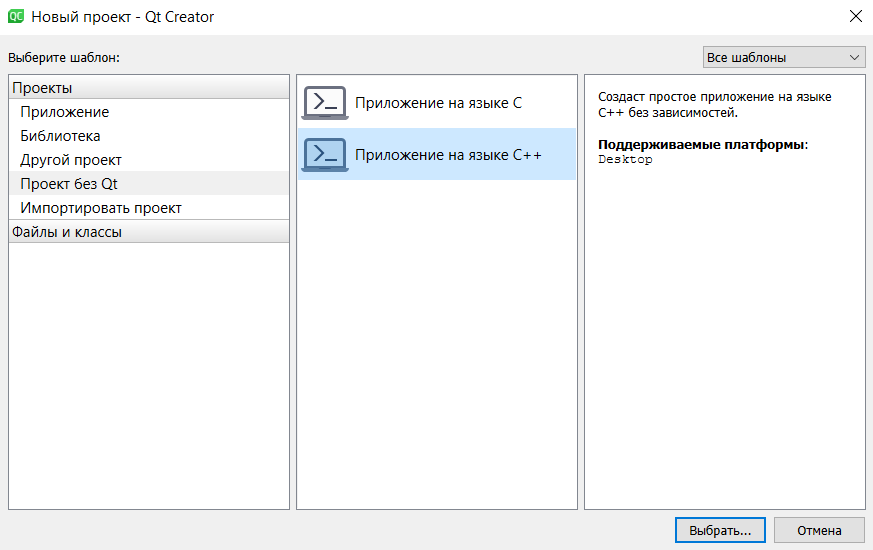 QC Новый проект - Qt Creator
Выберите шаблон:
Все шаблоны
Проекты
Приложение
Библиотека
Другой проект
Проект без Qt
Импортировать проект
Файлы и классы
Приложение на языке C
Приложение на языке C++
Создаст простое приложение на языке
C++ без зависимостей.
Поддерживаемые платформы:
Desktop
Выбрать...
Отмена